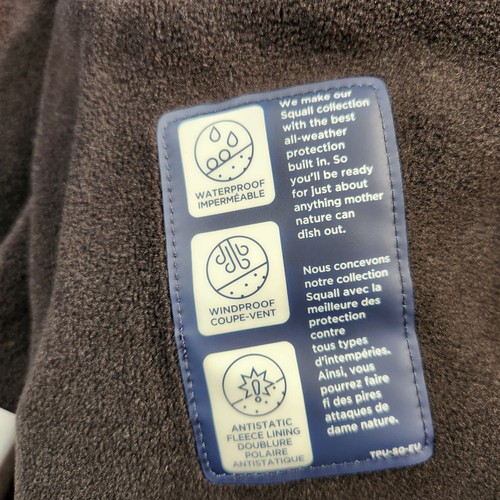 WATERPROOF
IMPERMÉABLE
WINDPROOF
COUPE-VENT
ANTISTATIC
FLEECE LINING
DOUBLURE
POLAIRE
ANTISTATIQUE
We make our
Squall collection
with the best
all-weather
protection
built in. So
you'll be ready
for just about
anything mother
nature can
dish out.
Nous concevons
notre collection
Squall avec la
meilleure des
protection
contre
tous types
d'intempéries.
Ainsi, vous
pourrez faire
fi des pires
attaques de
dame nature.
TPU-SQ-EU